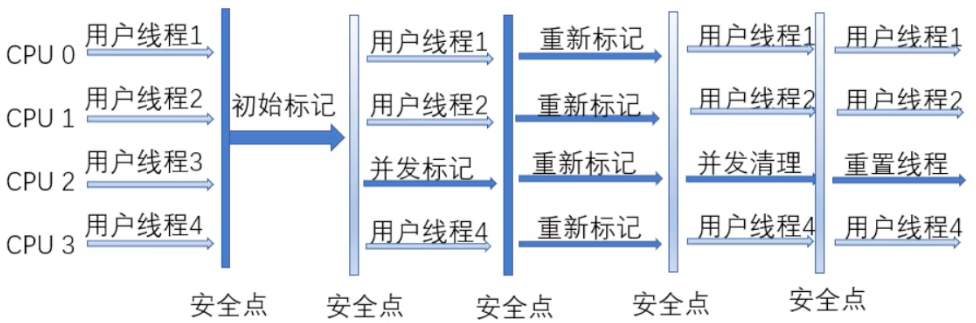 CPU 0 用户线程1 用户线程1 重新标记 用户线程1 用户线程1
CPU 1 用户线程2 初始标记 用户线程2 重新标记 用户线程2 用户线程2
CPU 2 用户线程3 并发标记 重新标记 并发清理 重置线程
CPU 3 用户线程4 用户线程4 重新标记 用户线程4 用户线程4
安全点 安全点 安全点 安全点 安全点